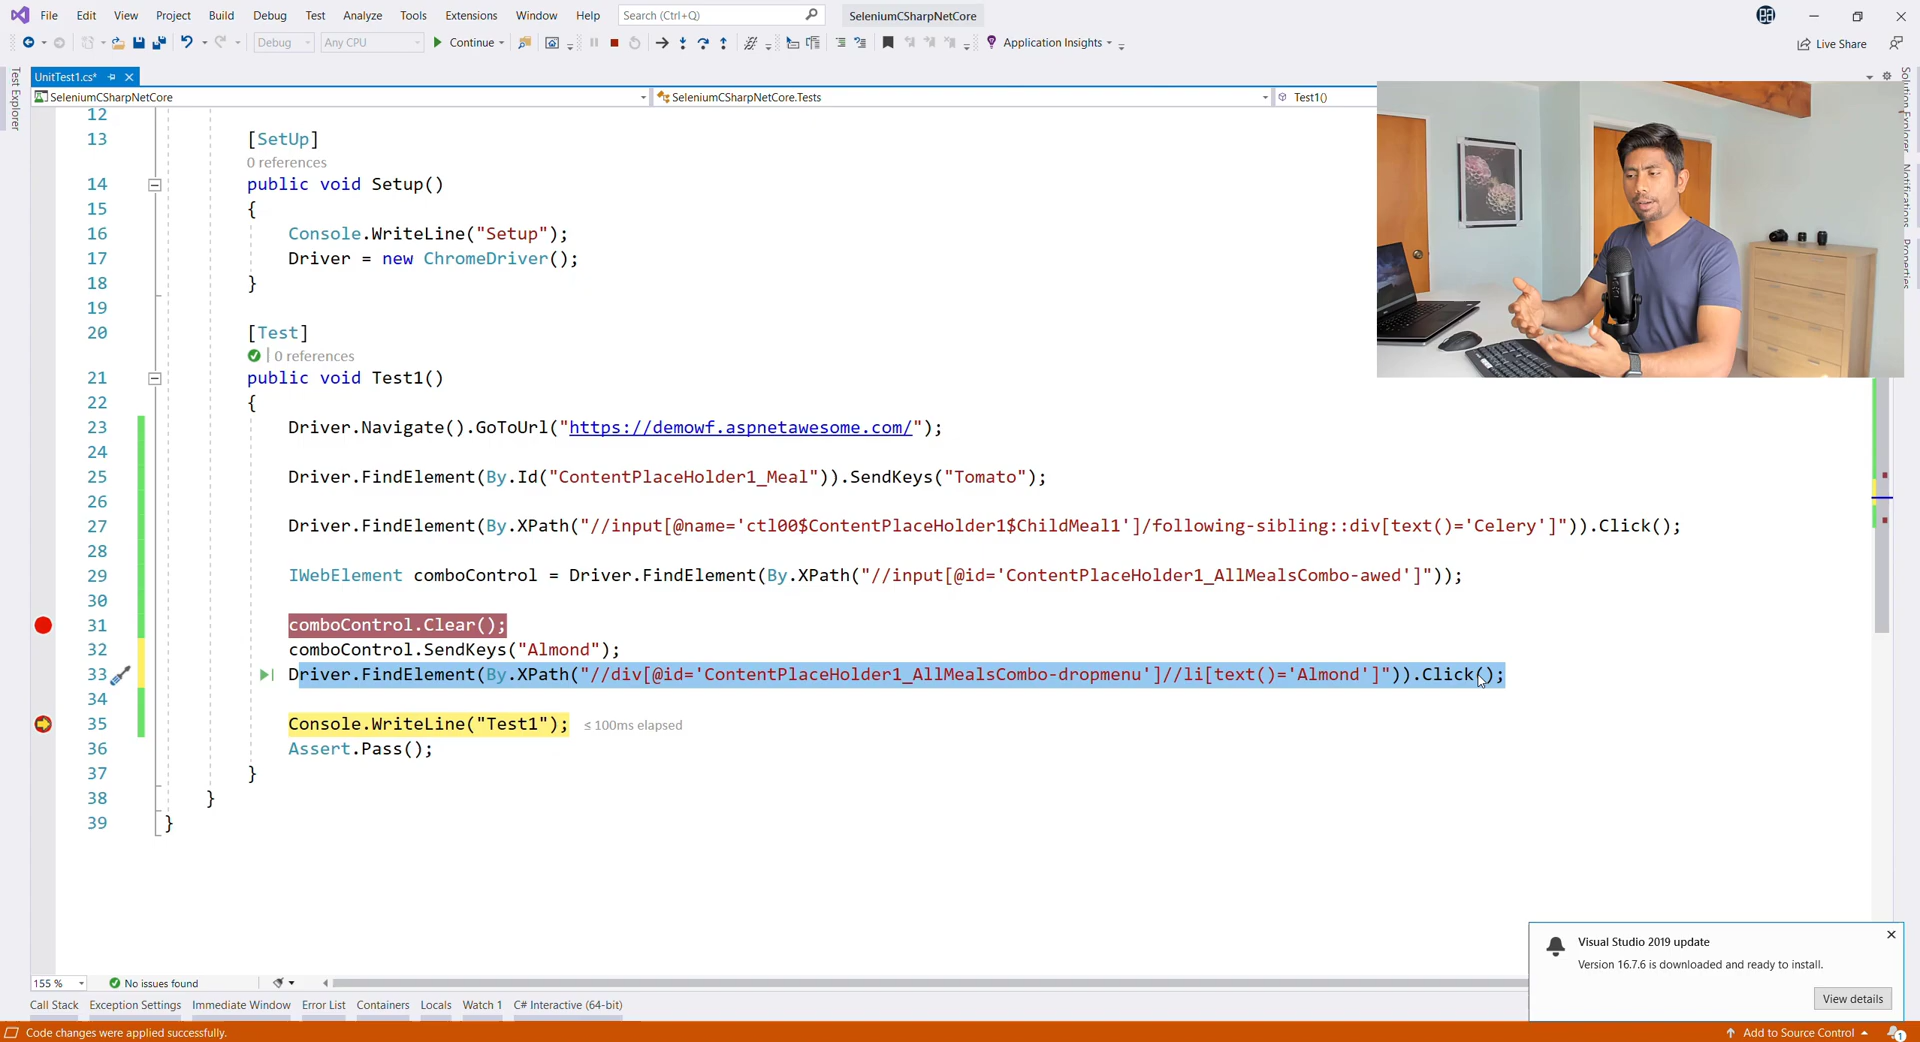 File Edit View Project Build Debug Test Analyze Tools Extensions Window Help Search (Ctrl+Q) SeleniumCSharpNetCore
Debug Any CPU Continue Application Insights Live Share
UnitTest1.cs*
SeleniumCSharpNetCore SeleniumCSharpNetCore.Tests Test1()
Test Explorer
Solution Explorer
Notifications
Properties
12
13 [SetUp]
0 references
14 public void Setup()
15 {
16 Console.WriteLine("Setup");
17 Driver = new ChromeDriver();
18 }
19
20 [Test]
0 references
21 public void Test1()
22 {
23 Driver.Navigate().GoToUrl("https://demowf.aspnetawesome.com/");
24
25 Driver.FindElement(By.Id("ContentPlaceHolder1_Meal")).SendKeys("Tomato");
26
27 Driver.FindElement(By.XPath("//input[@name='ctl00$ContentPlaceHolder1$ChildMeal1']/following-sibling::div[text()='Celery']")).Click();
28
29 IWebElement comboControl = Driver.FindElement(By.XPath("//input[@id='ContentPlaceHolder1_AllMealsCombo-awed']"));
30
31 comboControl.Clear();
32 comboControl.SendKeys("Almond");
33 Driver.FindElement(By.XPath("//div[@id='ContentPlaceHolder1_AllMealsCombo-dropmenu']//li[text()='Almond']")).Click();
34
35 Console.WriteLine("Test1"); ≤ 100ms elapsed
36 Assert.Pass();
37 }
38 }
39 }
Visual Studio 2019 update
Version 16.7.6 is downloaded and ready to install.
View details
155 % No issues found
Call Stack Exception Settings Immediate Window Error List Containers Locals Watch 1 C# Interactive (64-bit)
Code changes were applied successfully. Add to Source Control 1